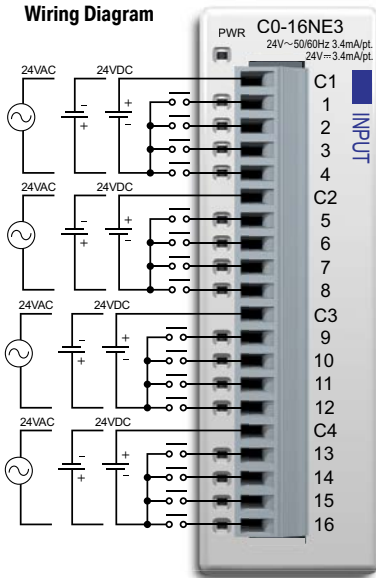 Wiring Diagram
PWR
C0-16NE3
24V~50/60Hz 3.4mA/pt.
24V⎓3.4mA/pt.
INPUT
24VAC
24VDC
C1
1
2
3
4
24VAC
24VDC
C2
5
6
7
8
24VAC
24VDC
C3
9
10
11
12
24VAC
24VDC
C4
13
14
15
16